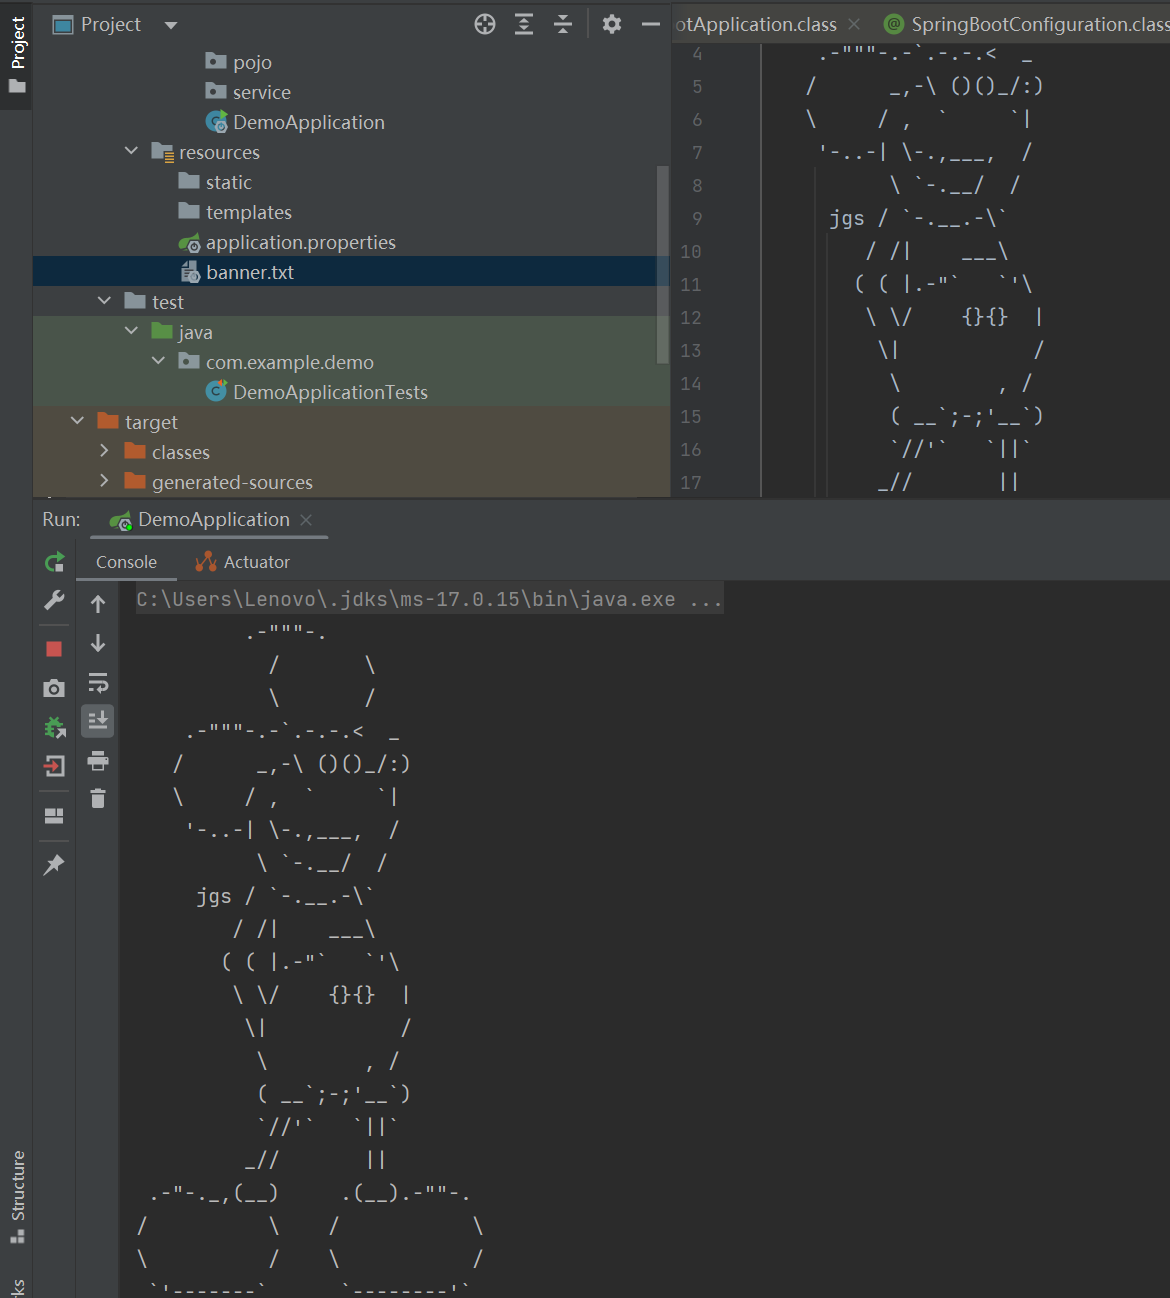 Project
Project
pojo
service
DemoApplication
resources
static
templates
application.properties
banner.txt
test
java
com.example.demo
DemoApplicationTests
target
classes
generated-sources
otApplication.class
SpringBootConfiguration.class
4      .-"""-.-`.-.-.<  _
5     /      _,-\ ()()_/:)
6     \     / ,  `     `|
7      '-..-| \-.,___,  /
8            \ `-.__/  /
9       jgs / `-.__.-\`
10         / /|    ___\
11        ( ( |.-"`   `'\
12         \ \/    {}{}  |
13          \|           /
14           \        , /
15           ( __`;-;'__`)
16           `//'`   `||`
17          _//       ||
Run:
DemoApplication
Console
Actuator
C:\Users\Lenovo\.jdks\ms-17.0.15\bin\java.exe ...
         .-"""-.
           /       \
           \       /
    .-"""-.-`.-.-.<  _
   /      _,-\ ()()_/:)
   \     / ,  `     `|
    '-..-| \-.,___,  /
          \ `-.__/  /
     jgs / `-.__.-\`
        / /|    ___\
       ( ( |.-"`   `'\
        \ \/    {}{}  |
         \|           /
          \        , /
          ( __`;-;'__`)
          `//'`   `||`
         _//       ||
 .-"-._,(__)     .(__).-""-.
/          \    /           \
\          /    \           /
 `'-------`      `--------'`
Structure